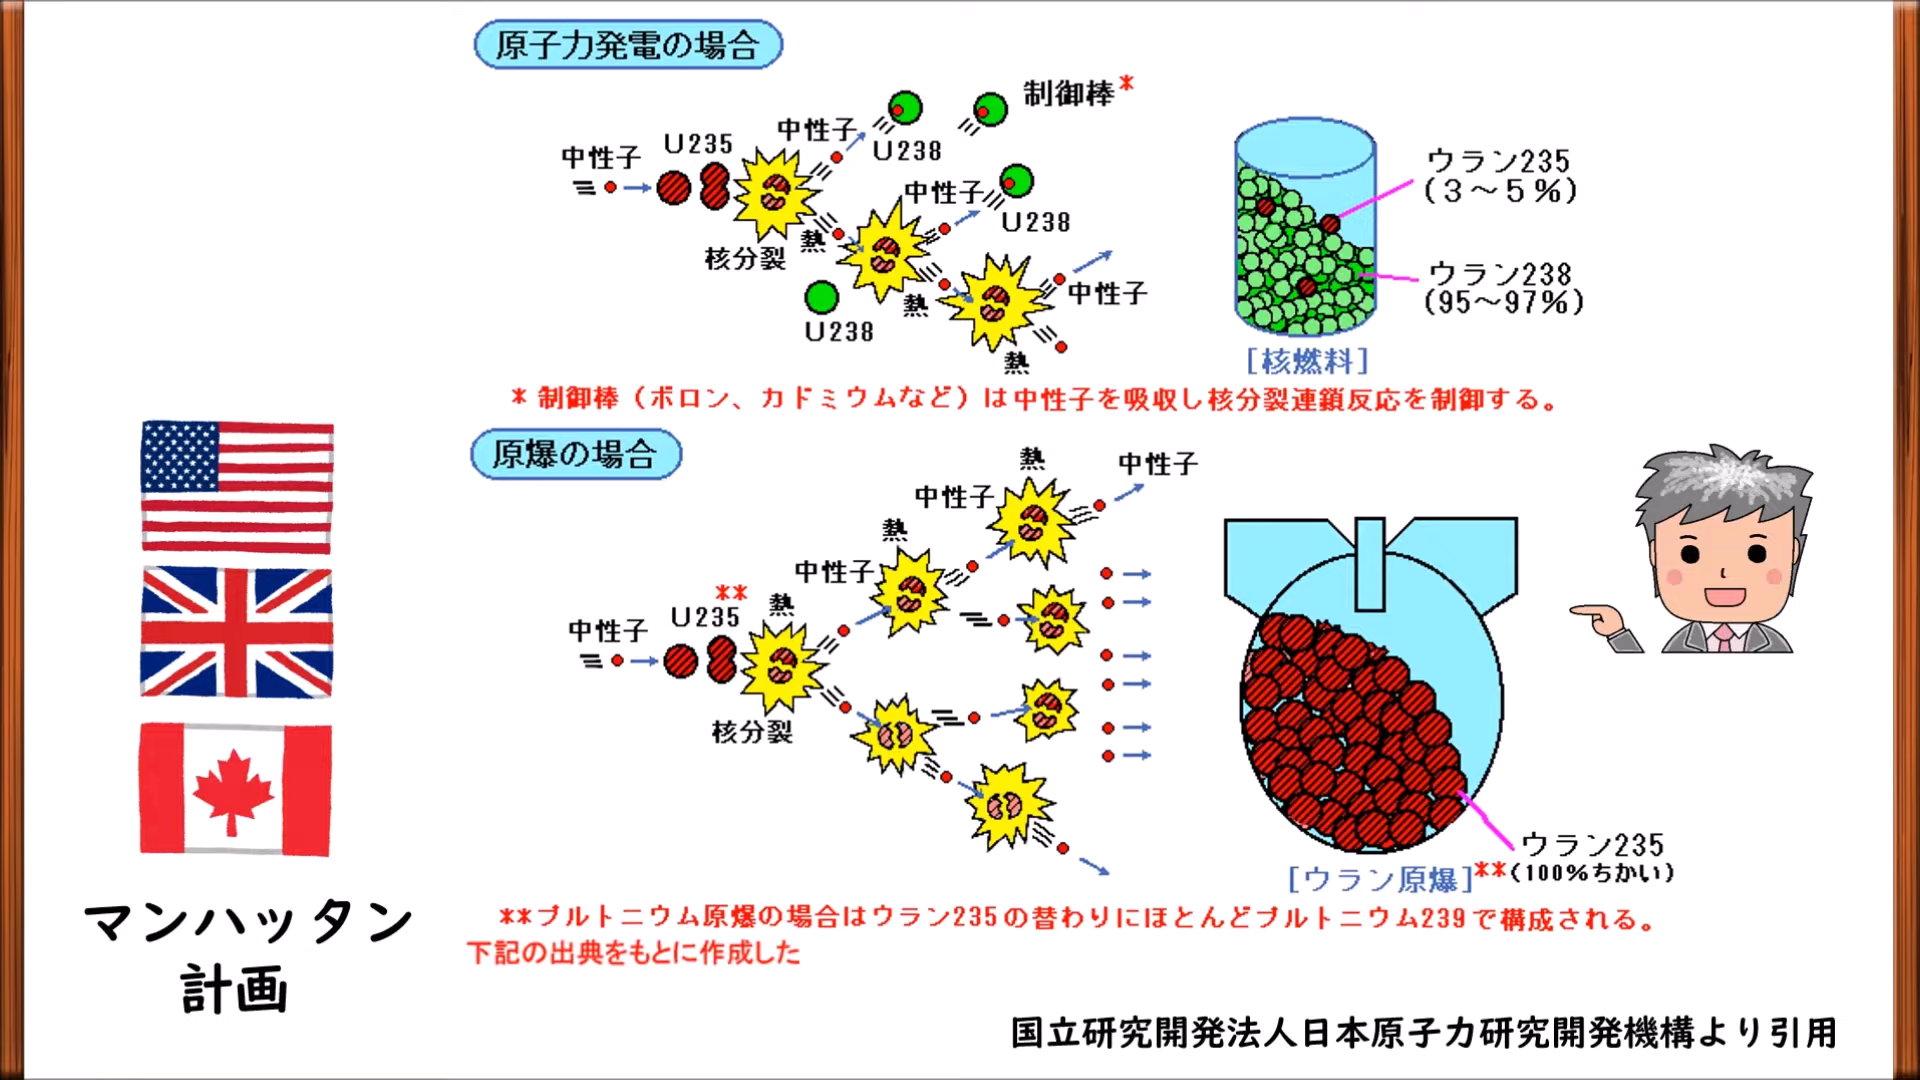 原子力発電の場合
制御棒*
中性子
U235
中性子
U238
中性子
U238
核分裂
熱
U238
熱
中性子
熱
ウラン235
(3～5%)
ウラン238
(95～97%)
[核燃料]
*制御棒（ボロン、カドミウムなど）は中性子を吸収し核分裂連鎖反応を制御する。
原爆の場合
熱
中性子
中性子
熱
中性子
**
U235
熱
中性子
核分裂
ウラン235
[ウラン原爆]**(100%ちかい)
**プルトニウム原爆の場合はウラン235の替わりにほとんどプルトニウム239で構成される。
下記の出典をもとに作成した
マンハッタン
計画
国立研究開発法人日本原子力研究開発機構より引用